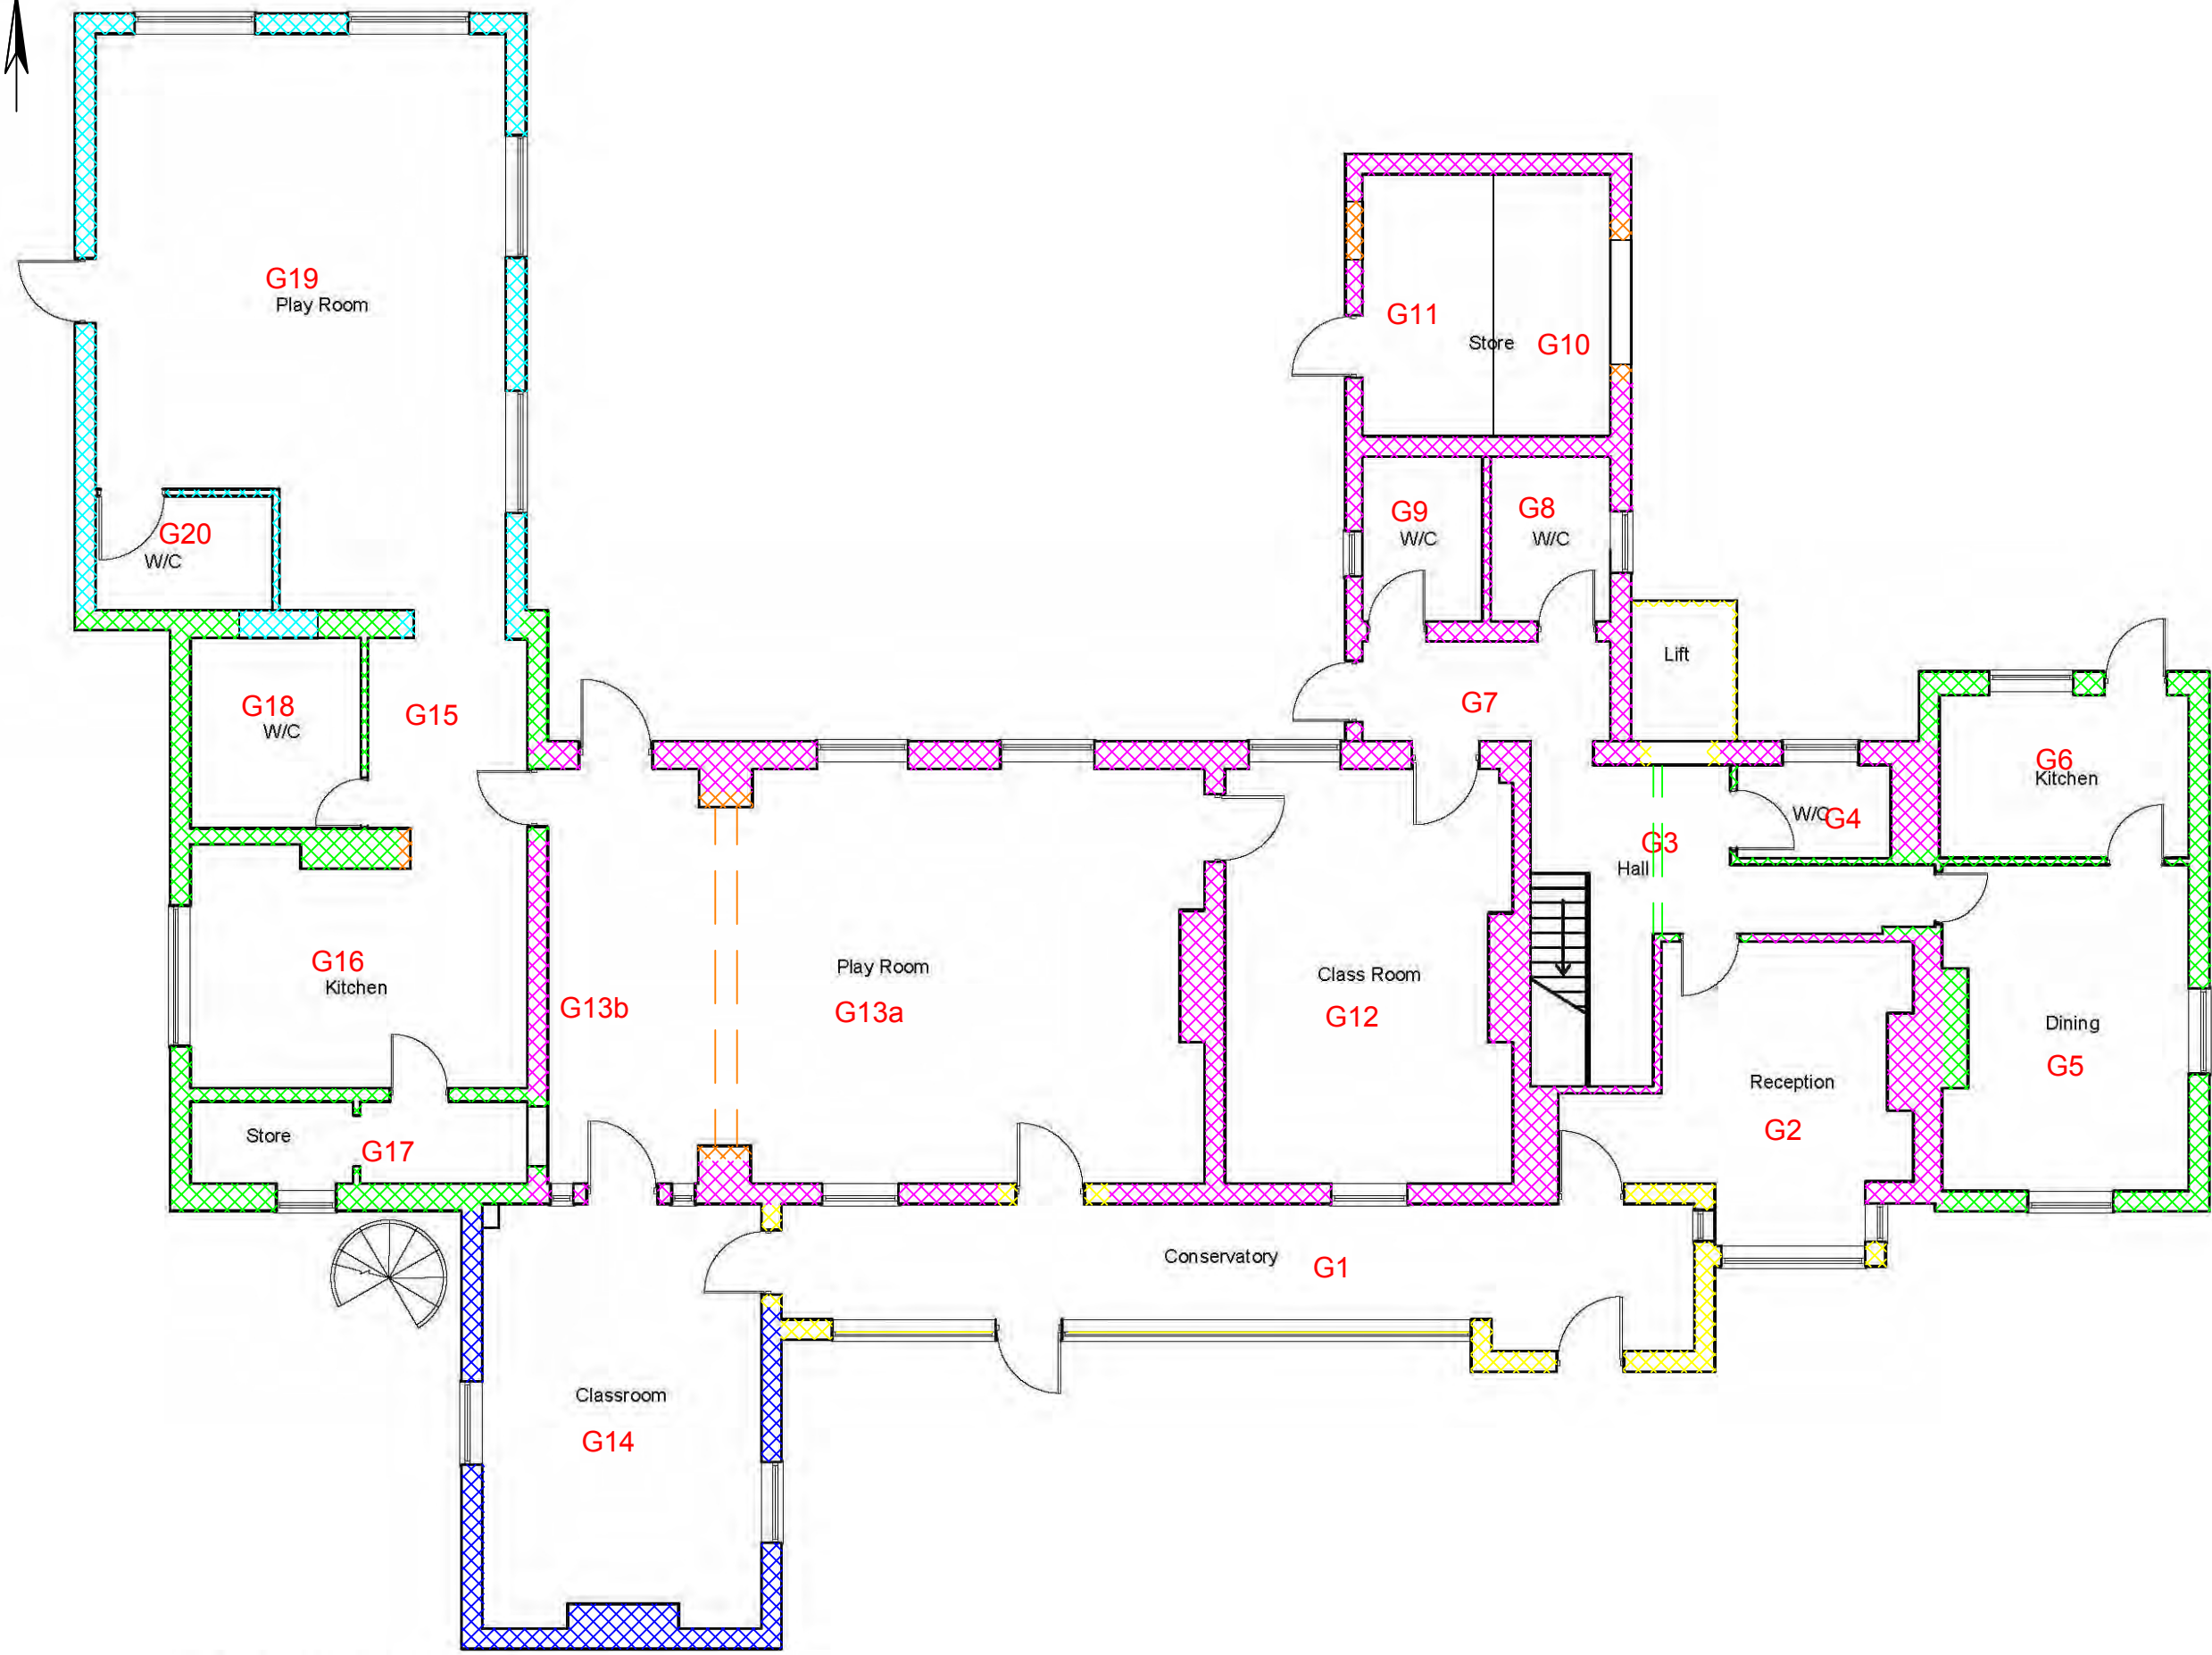 G19
Play Room
G11
Store
G10
G20
W/C
G9
W/C
G8
W/C
Lift
G18
W/C
G15
G7
G6
Kitchen
W/C
G4
G3
Hall
G16
Kitchen
G13b
Play Room
G13a
Class Room
G12
Dining
G5
Reception
G2
Store
G17
Conservatory
G1
Classroom
G14